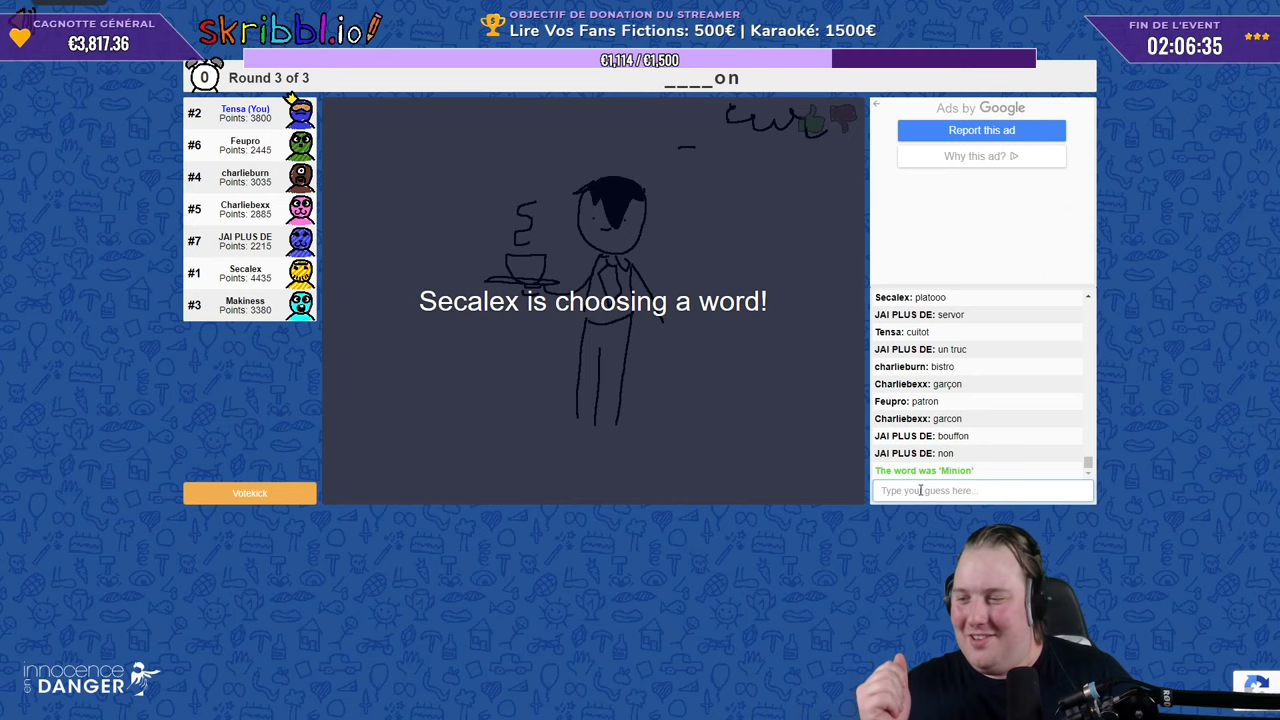 CAGNOTTE GÉNÉRAL
€3,817.36
skribbl.io
OBJECTIF DE DONATION DU STREAMER
Lire Vos Fans Fictions: 500€ | Karaoké: 1500€
FIN DE L'EVENT
02:06:35
€1,114 / €1,500
0
Round 3 of 3
____on
#2
Tensa (You)
Points: 3800
#6
Feupro
Points: 2445
#4
charlieburn
Points: 3035
#5
Charliebexx
Points: 2885
#7
JAI PLUS DE
Points: 2215
#1
Secalex
Points: 4435
#3
Makiness
Points: 3380
Votekick
Secalex is choosing a word!
Ads by Google
Report this ad
Why this ad?
Secalex: platooo
JAI PLUS DE: servor
Tensa: cuitot
JAI PLUS DE: un truc
charlieburn: bistro
Charliebexx: garçon
Feupro: patron
Charliebexx: garcon
JAI PLUS DE: bouffon
JAI PLUS DE: non
The word was 'Minion'
Type your guess here...
innocence
en DANGER